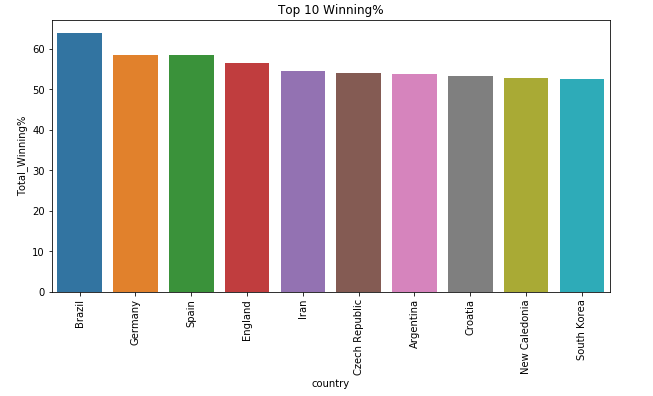 Top 10 Winning%
Total_Winning%
60
50
40
30
20
10
0
Brazil
Germany
Spain
England
Iran
Czech Republic
Argentina
Croatia
New Caledonia
South Korea
country